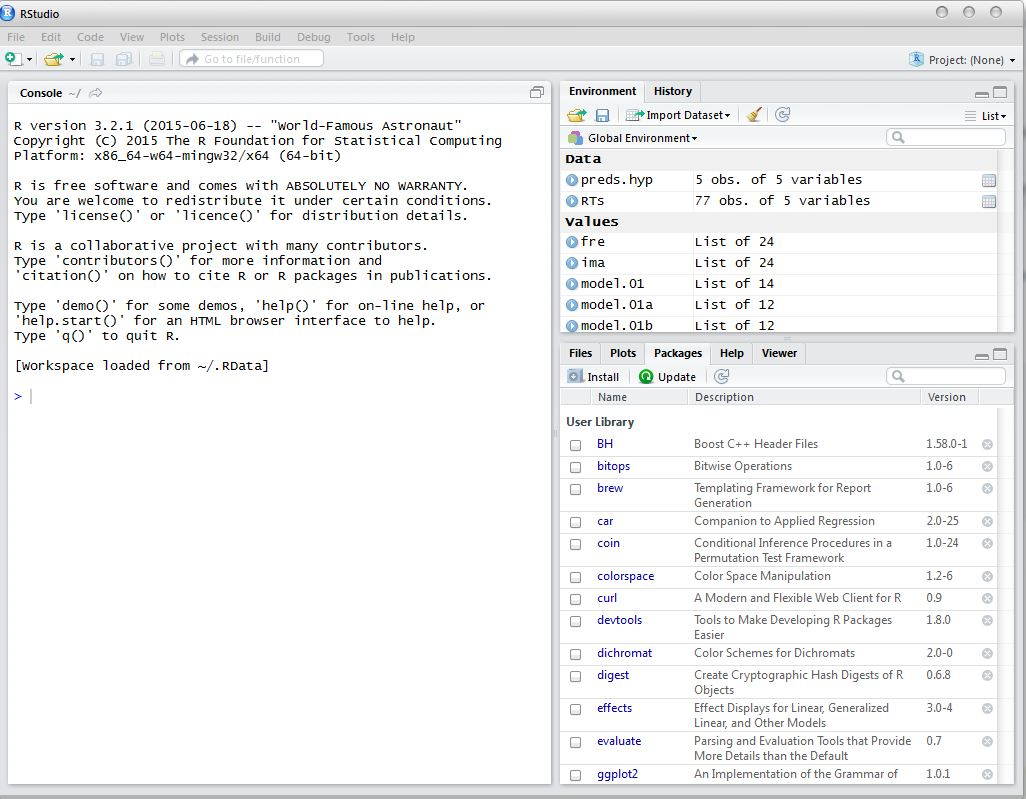 RStudio
File Edit Code View Plots Session Build Debug Tools Help
Go to file/function
Project: (None)
Console ~/
R version 3.2.1 (2015-06-18) -- "World-Famous Astronaut"
Copyright (C) 2015 The R Foundation for Statistical Computing
Platform: x86_64-w64-mingw32/x64 (64-bit)
R is free software and comes with ABSOLUTELY NO WARRANTY.
You are welcome to redistribute it under certain conditions.
Type 'license()' or 'licence()' for distribution details.
R is a collaborative project with many contributors.
Type 'contributors()' for more information and
'citation()' on how to cite R or R packages in publications.
Type 'demo()' for some demos, 'help()' for on-line help, or
'help.start()' for an HTML browser interface to help.
Type 'q()' to quit R.
[Workspace loaded from ~/.RData]
>
Environment History
Import Dataset List
Global Environment
Data
preds.hyp 5 obs. of 5 variables
RTs 77 obs. of 5 variables
Values
fre List of 24
ima List of 24
model.01 List of 14
model.01a List of 12
model.01b List of 12
Files Plots Packages Help Viewer
Install Update
Name Description Version
User Library
BH Boost C++ Header Files 1.58.0-1
bitops Bitwise Operations 1.0-6
brew Templating Framework for Report 1.0-6
Generation
car Companion to Applied Regression 2.0-25
coin Conditional Inference Procedures in a 1.0-24
Permutation Test Framework
colorspace Color Space Manipulation 1.2-6
curl A Modern and Flexible Web Client for R 0.9
devtools Tools to Make Developing R Packages 1.8.0
Easier
dichromat Color Schemes for Dichromats 2.0-0
digest Create Cryptographic Hash Digests of R 0.6.8
Objects
effects Effect Displays for Linear, Generalized 3.0-4
Linear, and Other Models
evaluate Parsing and Evaluation Tools that Provide 0.7
More Details than the Default
ggplot2 An Implementation of the Grammar of 1.0.1